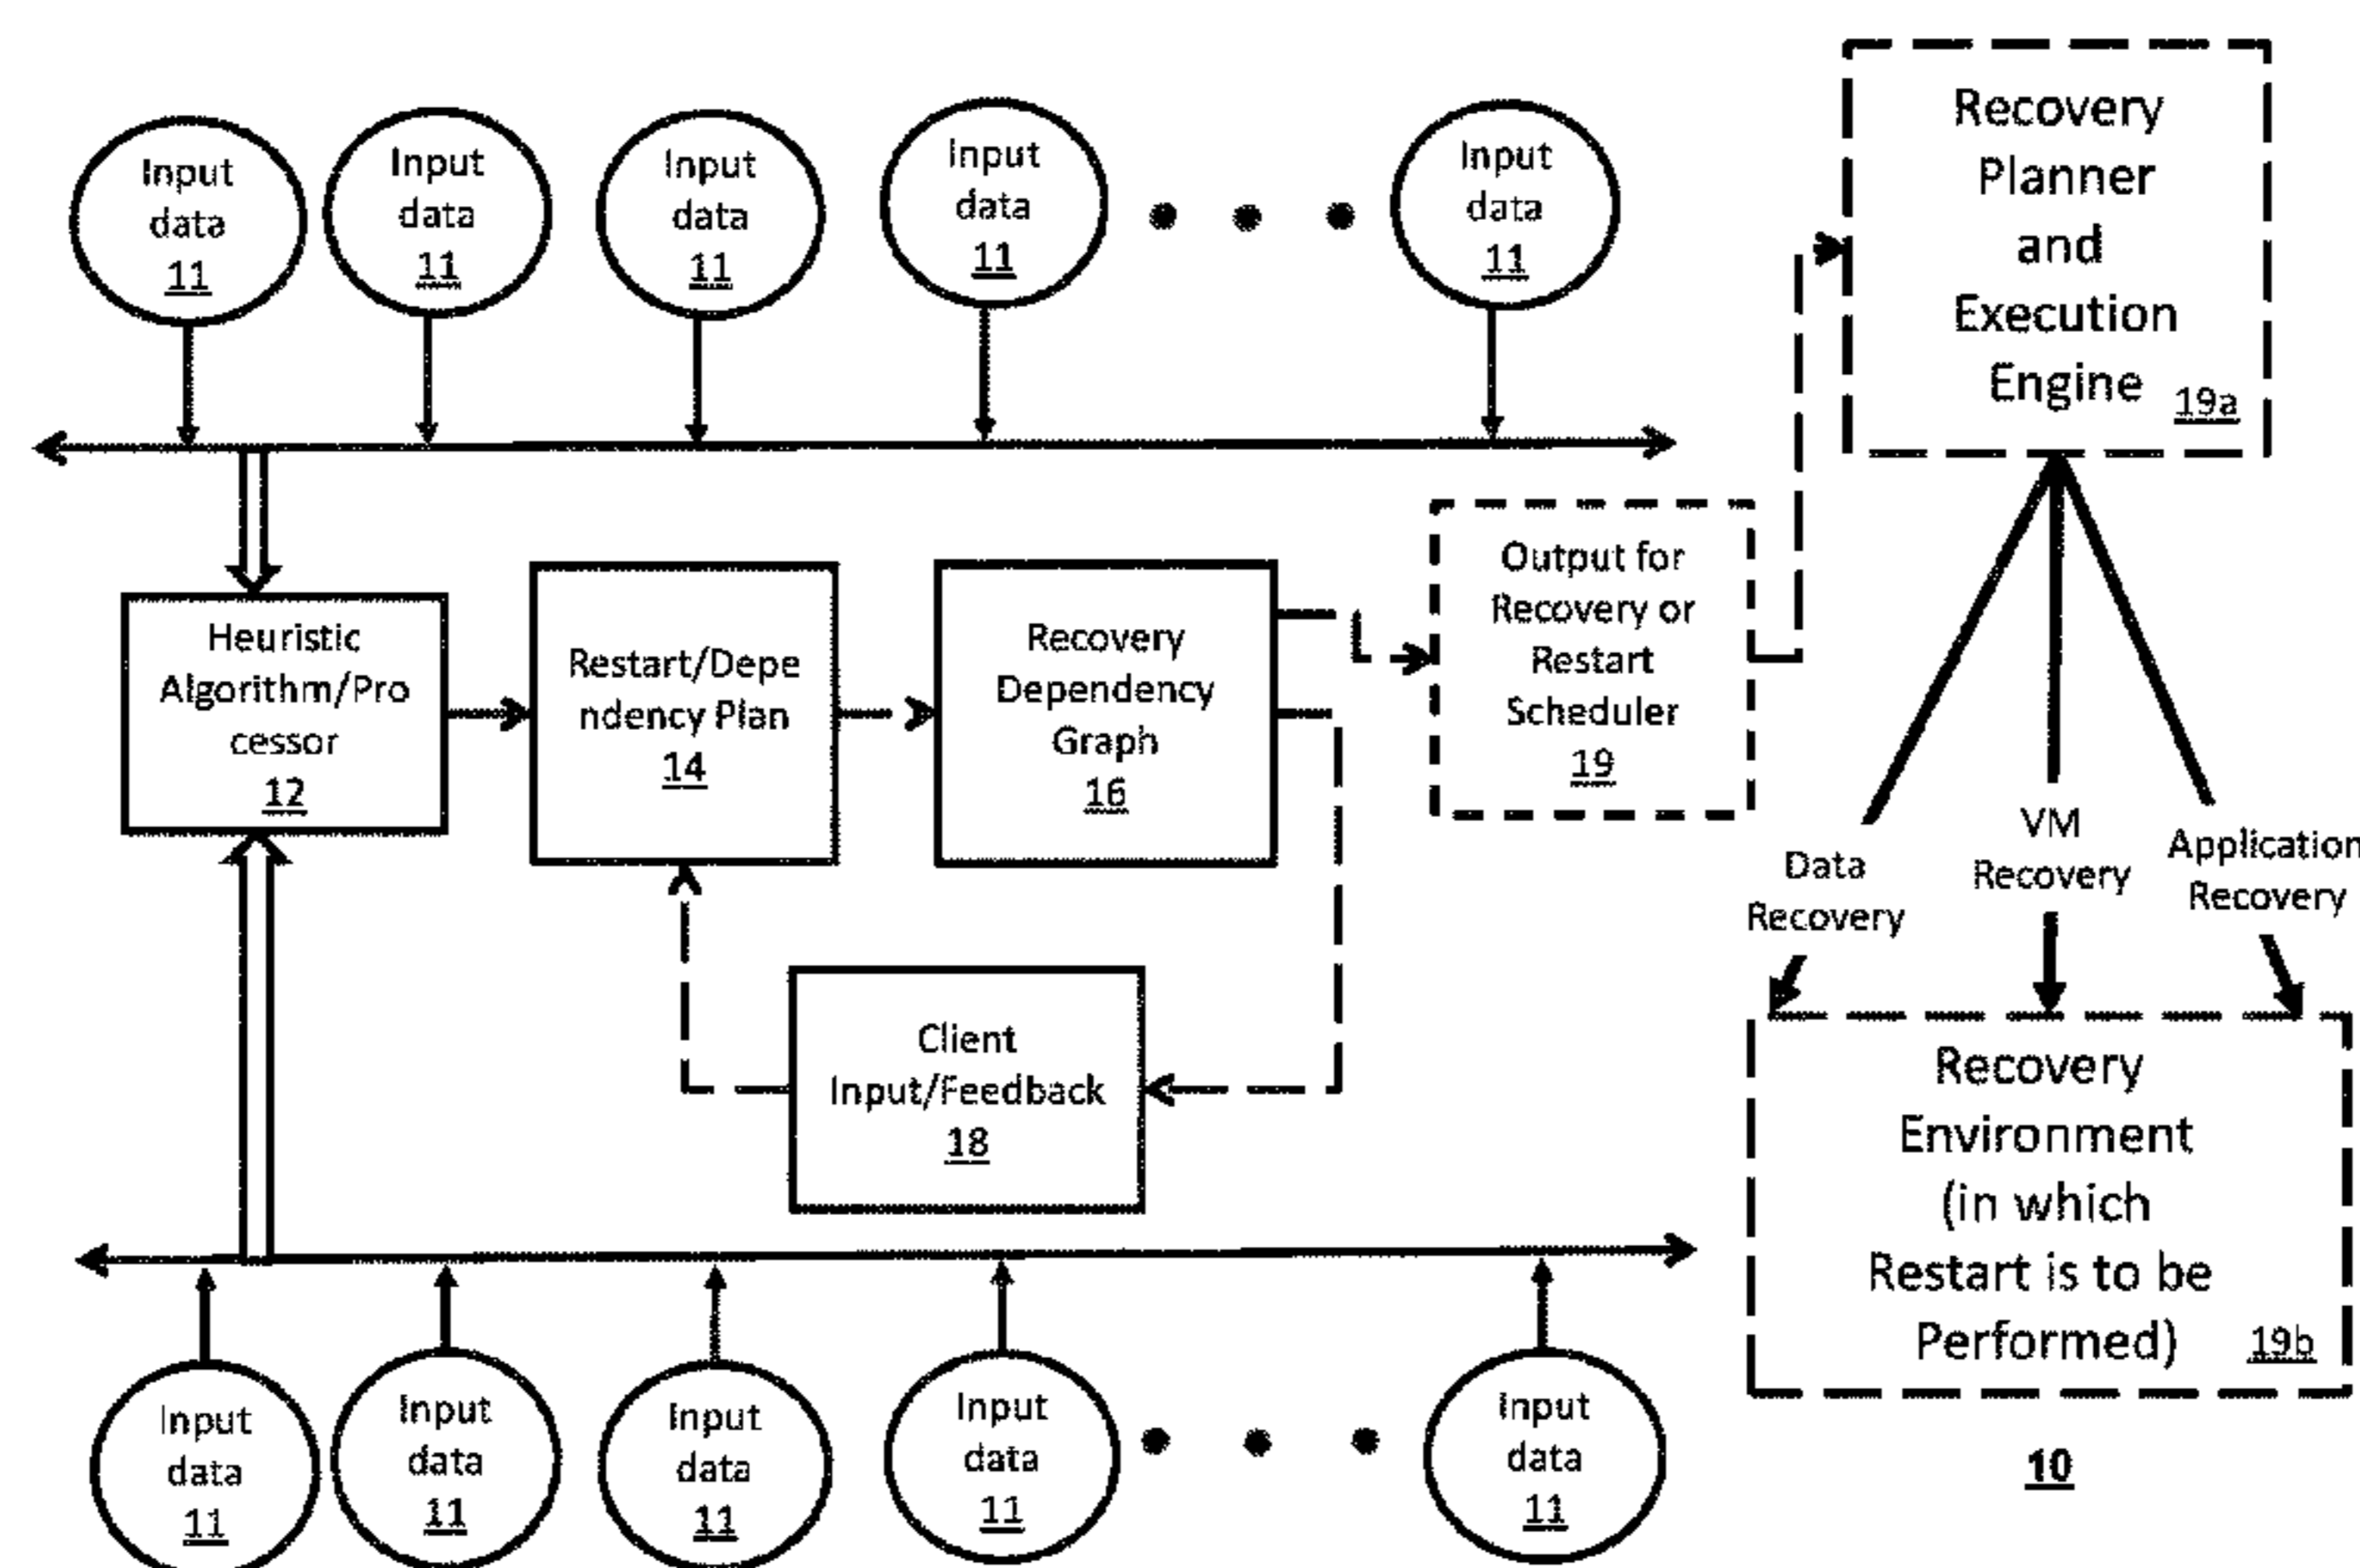 Input
data
11
Input
data
11
Input
data
11
Input
data
11
Input
data
11
Recovery
Planner
and
Execution
Engine
19a
Heuristic
Algorithm/Pro
cessor
12
Restart/Depe
ndency Plan
14
Recovery
Dependency
Graph
16
Output for
Recovery or
Restart
Scheduler
19
Data
Recovery
VM
Recovery
Application
Recovery
Client
Input/Feedback
18
Recovery
Environment
(in which
Restart is to be
Performed)
19b
Input
data
11
Input
data
11
Input
data
11
Input
data
11
Input
data
11
10